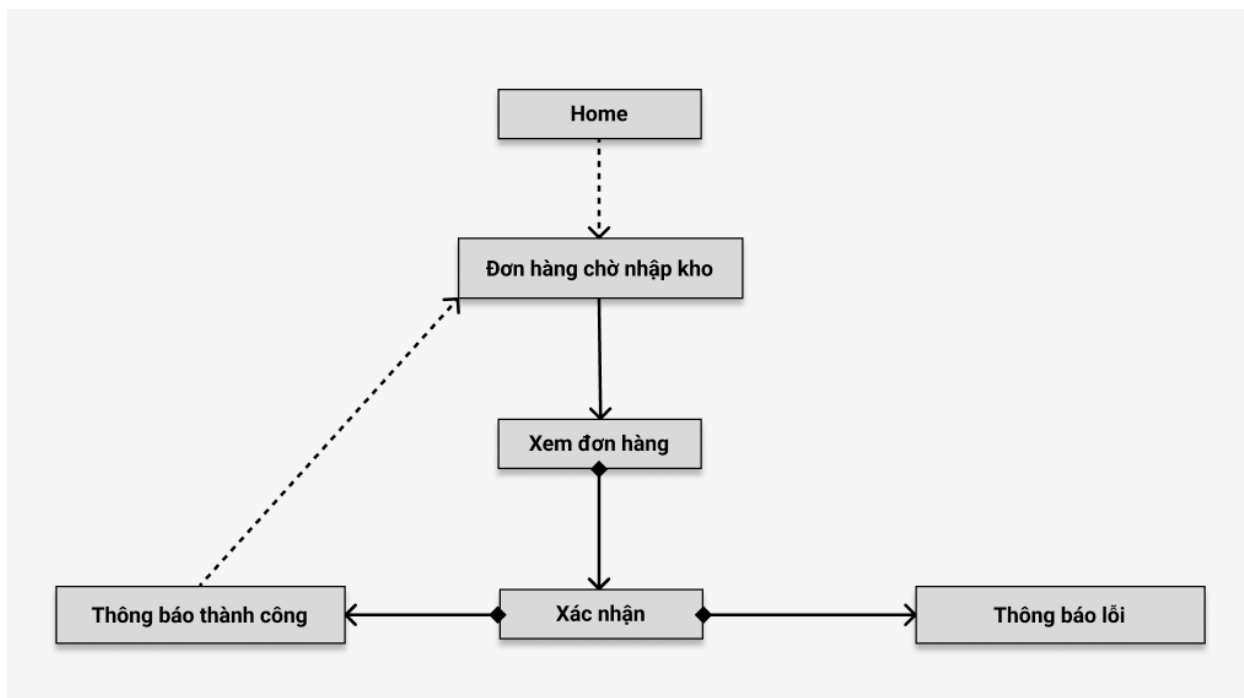 Home
Đơn hàng chờ nhập kho
Xem đơn hàng
Thông báo thành công
Xác nhận
Thông báo lỗi